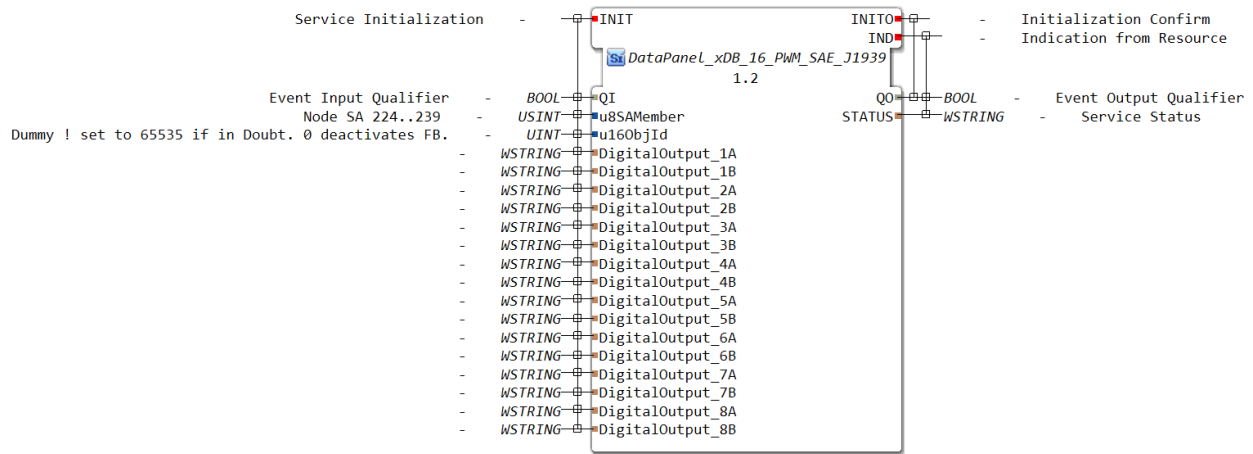 Service Initialization - INIT INITO - Initialization Confirm
IND - Indication from Resource
SI DataPanel_xDB_16_PWM_SAE_J1939
1.2
Event Input Qualifier - BOOL QI QO BOOL - Event Output Qualifier
Node SA 224..239 - USINT u8SAMember STATUS WSTRING - Service Status
Dummy ! set to 65535 if in Doubt. 0 deactivates FB. - UINT u16ObjId
- WSTRING DigitalOutput_1A
- WSTRING DigitalOutput_1B
- WSTRING DigitalOutput_2A
- WSTRING DigitalOutput_2B
- WSTRING DigitalOutput_3A
- WSTRING DigitalOutput_3B
- WSTRING DigitalOutput_4A
- WSTRING DigitalOutput_4B
- WSTRING DigitalOutput_5A
- WSTRING DigitalOutput_5B
- WSTRING DigitalOutput_6A
- WSTRING DigitalOutput_6B
- WSTRING DigitalOutput_7A
- WSTRING DigitalOutput_7B
- WSTRING DigitalOutput_8A
- WSTRING DigitalOutput_8B